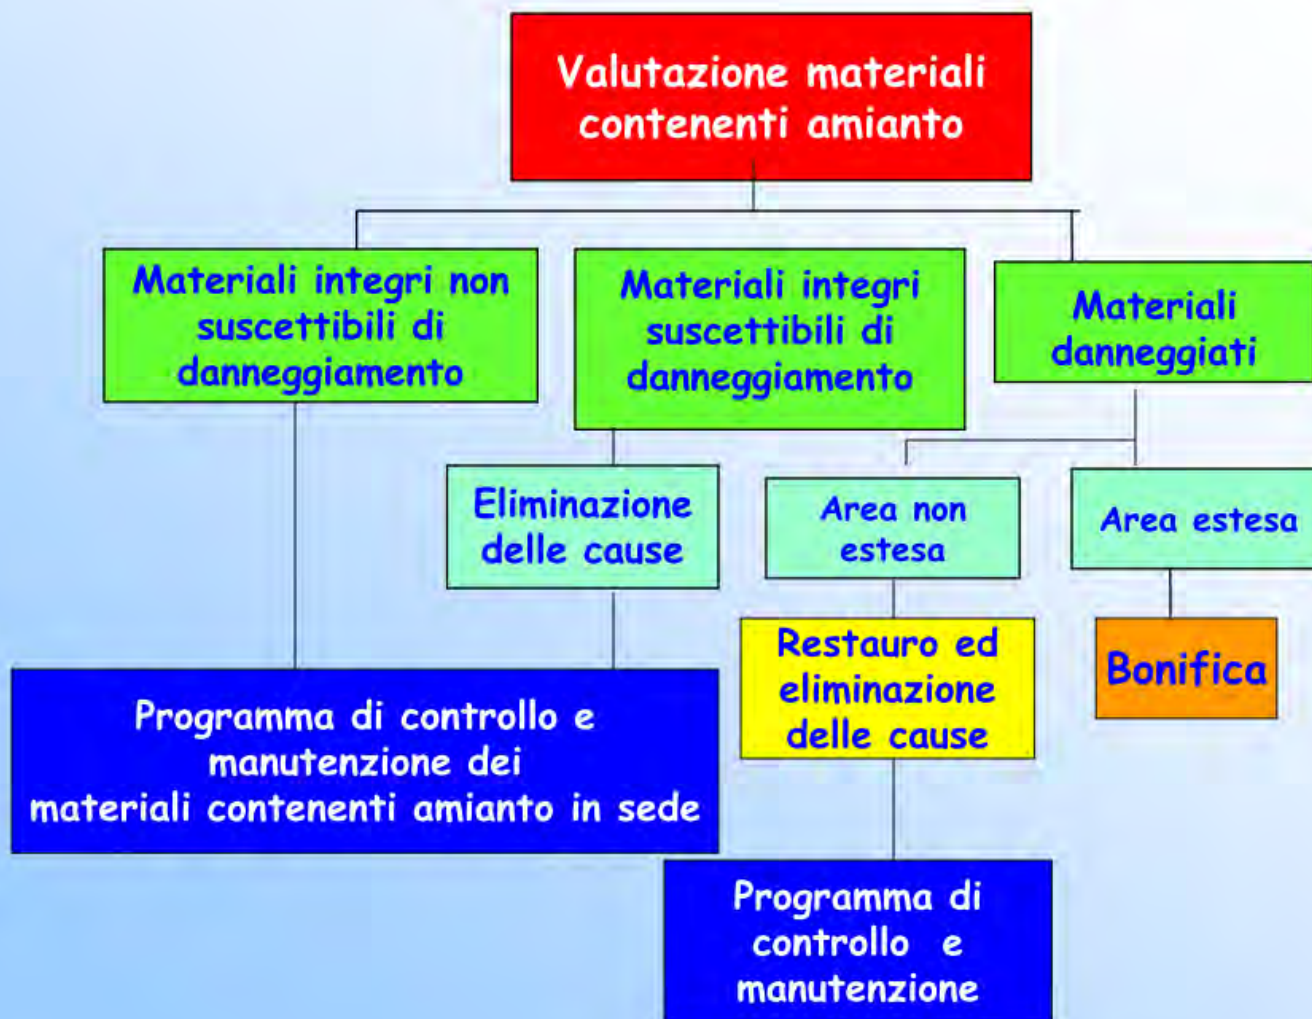 Valutazione materiali
contenenti amianto
Materiali integri non
suscettibili di
danneggiamento
Materiali integri
suscettibili di
danneggiamento
Materiali
danneggiati
Eliminazione
delle cause
Area non
estesa
Area estesa
Restauro ed
eliminazione
delle cause
Bonifica
Programma di controllo e
manutenzione dei
materiali contenenti amianto in sede
Programma di
controllo e
manutenzione